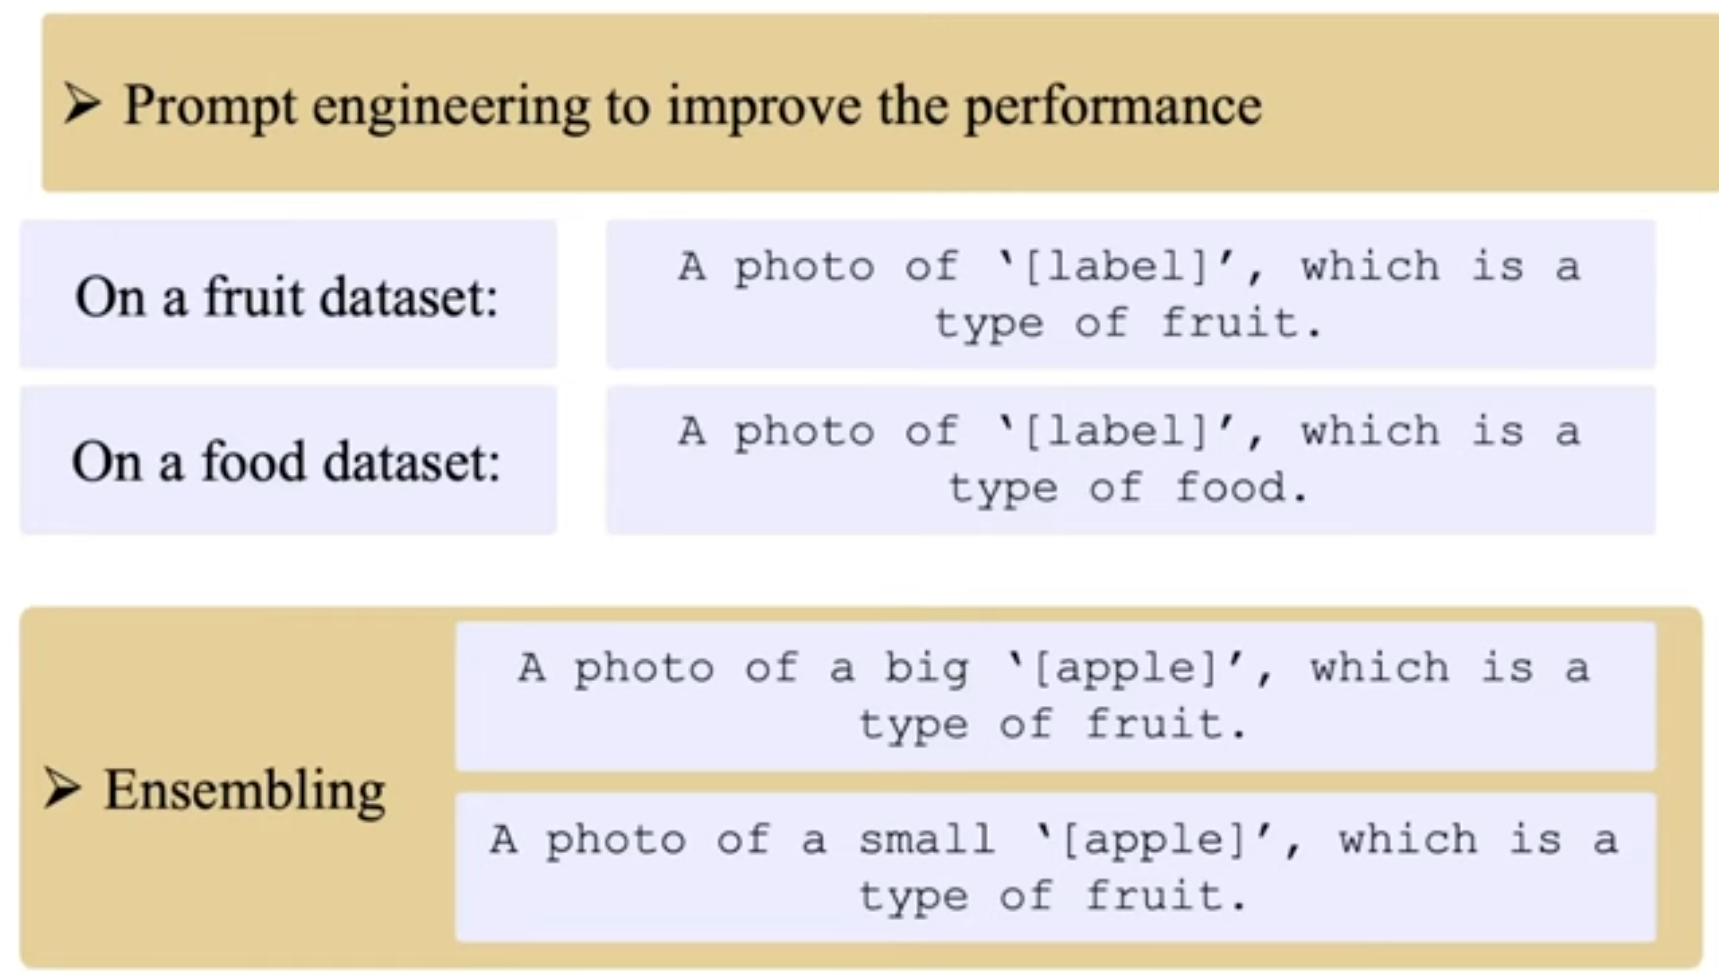 ➤ Prompt engineering to improve the performance
On a fruit dataset:
A photo of ‵[label]′, which is a
type of fruit.
On a food dataset:
A photo of ‵[label]′, which is a
type of food.
➤ Ensembling
A photo of a big ‵[apple]′, which is a
type of fruit.
A photo of a small ‵[apple]′, which is a
type of fruit.